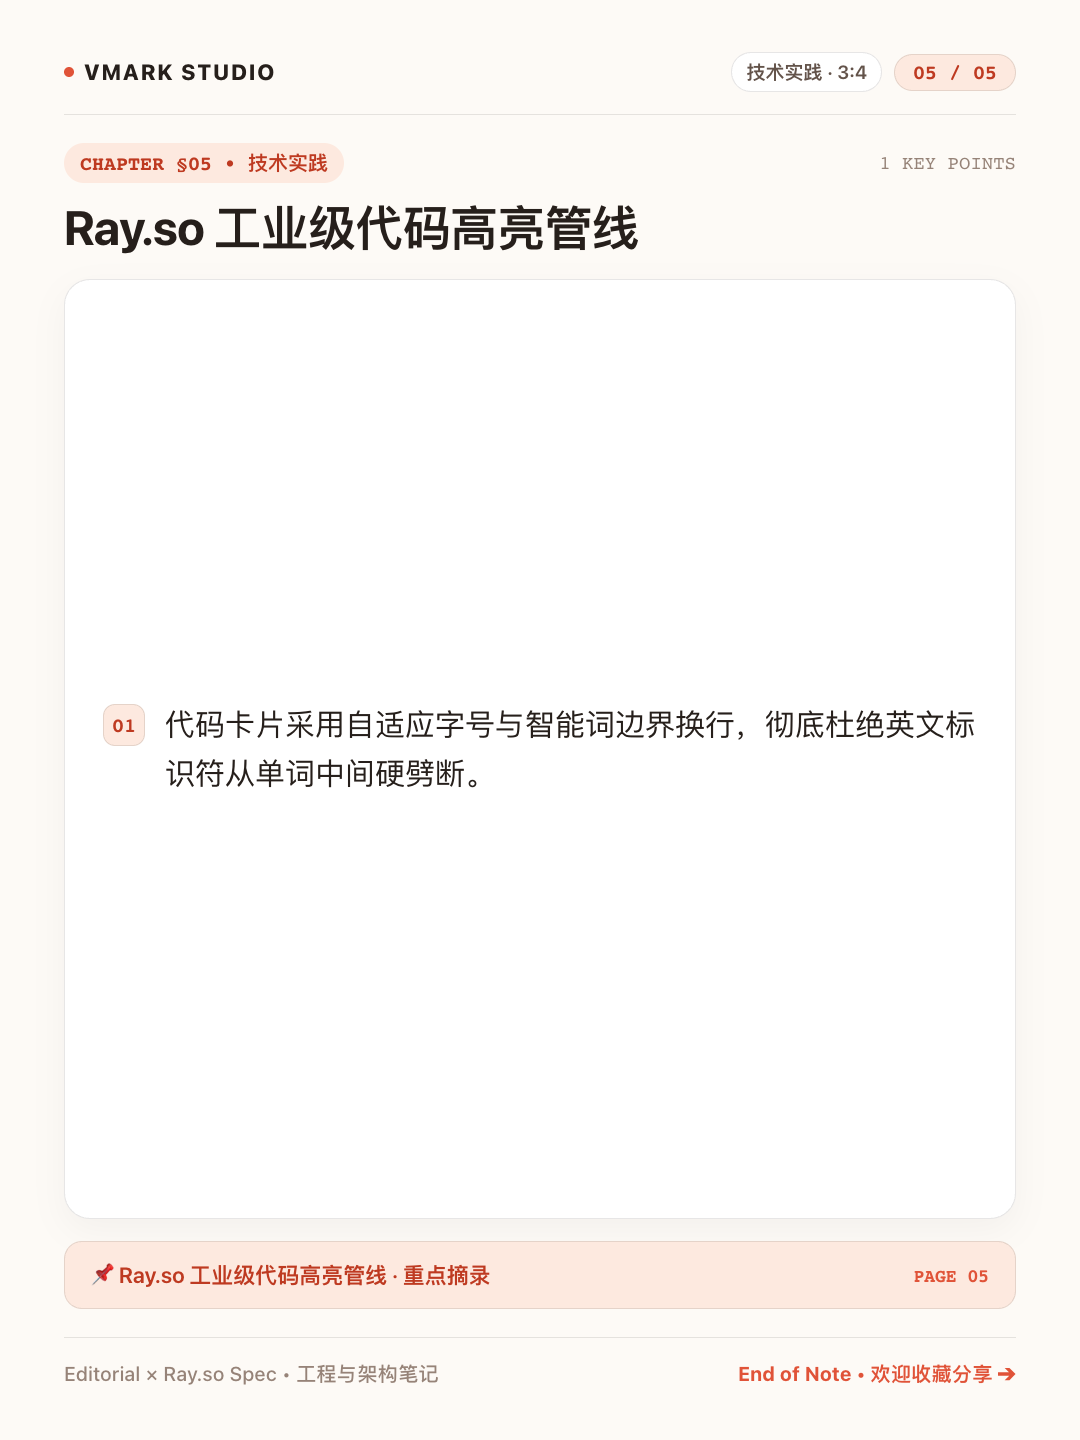 VMARK STUDIO
技术实践 · 3:4
05 / 05
CHAPTER §05 • 技术实践
1 KEY POINTS
Ray.so 工业级代码高亮管线
01
代码卡片采用自适应字号与智能词边界换行，彻底杜绝英文标
识符从单词中间硬劈断。
📌 Ray.so 工业级代码高亮管线 · 重点摘录
PAGE 05
Editorial × Ray.so Spec • 工程与架构笔记
End of Note • 欢迎收藏分享 ➔